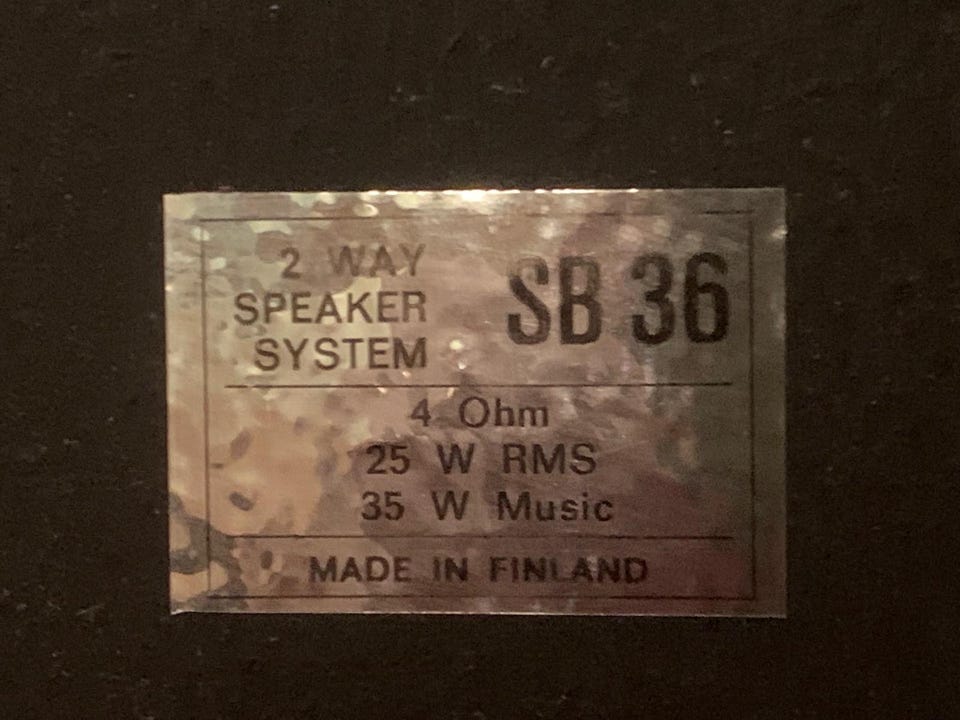 2 WAY
SPEAKER
SYSTEM
SB 36
4 Ohm
25 W RMS
35 W Music
MADE IN FINLAND